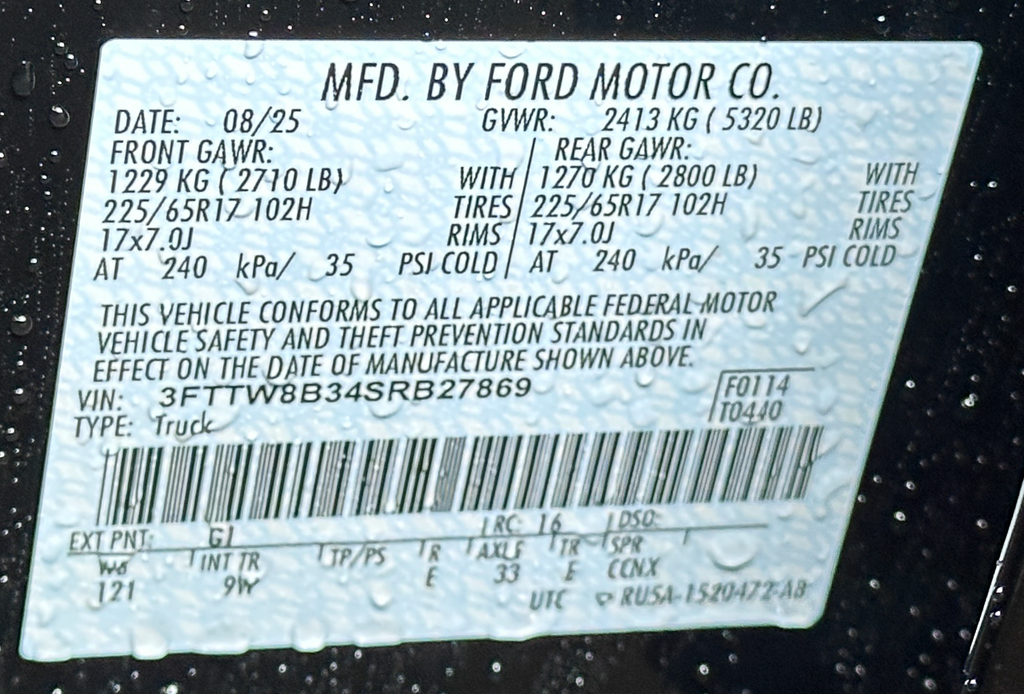 MFD. BY FORD MOTOR CO.
DATE: 08/25 GVWR: 2413 KG ( 5320 LB)
FRONT GAWR: REAR GAWR:
1229 KG ( 2710 LB) WITH 1270 KG ( 2800 LB) WITH
225/65R17 102H TIRES 225/65R17 102H TIRES
17x7.0J RIMS 17x7.0J RIMS
AT 240 kPa/ 35 PSI COLD AT 240 kPa/ 35 PSI COLD
THIS VEHICLE CONFORMS TO ALL APPLICABLE FEDERAL MOTOR
VEHICLE SAFETY AND THEFT PREVENTION STANDARDS IN
EFFECT ON THE DATE OF MANUFACTURE SHOWN ABOVE.
VIN: 3FTTW8B34SRB27869 F0114
TYPE: Truck T0440
EXT PNT: G1 RC: 16 DSO:
INT TR TP/PS R AXLE TR SPR
121 9W E 33 E CCNX
UTC RU5A-1520472-AB